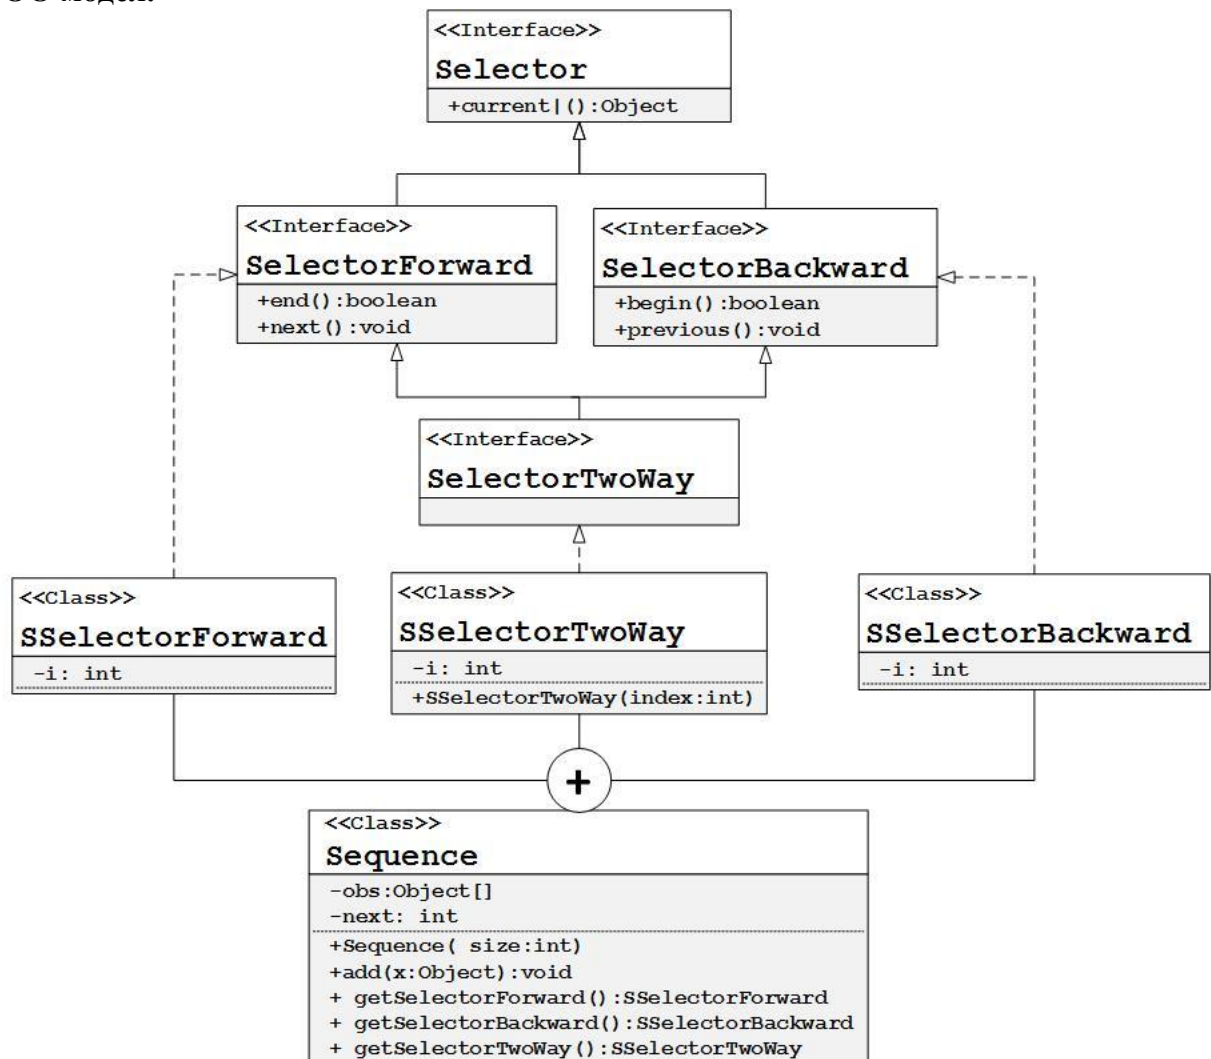 <<Interface>>
Selector
+current|():Object
<<Interface>>
SelectorForward
+end():boolean
+next():void
<<Interface>>
SelectorBackward
+begin():boolean
+previous():void
<<Interface>>
SelectorTwoWay
<<Class>>
SSelectorForward
-i: int
<<Class>>
SSelectorTwoWay
-i: int
+SSelectorTwoWay(index:int)
<<Class>>
SSelectorBackward
-i: int
+
<<Class>>
Sequence
-obs:Object[]
-next: int
+Sequence( size:int)
+add(x:Object):void
+ getSelectorForward():SSelectorForward
+ getSelectorBackward():SSelectorBackward
+ getSelectorTwoWay():SSelectorTwoWay